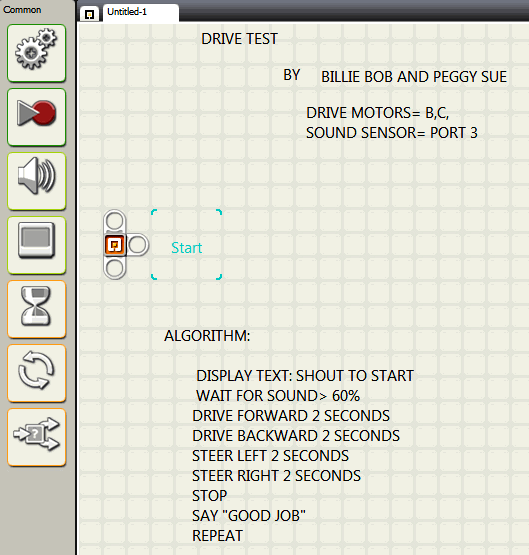 Common
Untitled-1
DRIVE TEST
BY BILLIE BOB AND PEGGY SUE
DRIVE MOTORS= B,C,
SOUND SENSOR= PORT 3
Start
ALGORITHM:
DISPLAY TEXT: SHOUT TO START
WAIT FOR SOUND> 60%
DRIVE FORWARD 2 SECONDS
DRIVE BACKWARD 2 SECONDS
STEER LEFT 2 SECONDS
STEER RIGHT 2 SECONDS
STOP
SAY "GOOD JOB"
REPEAT